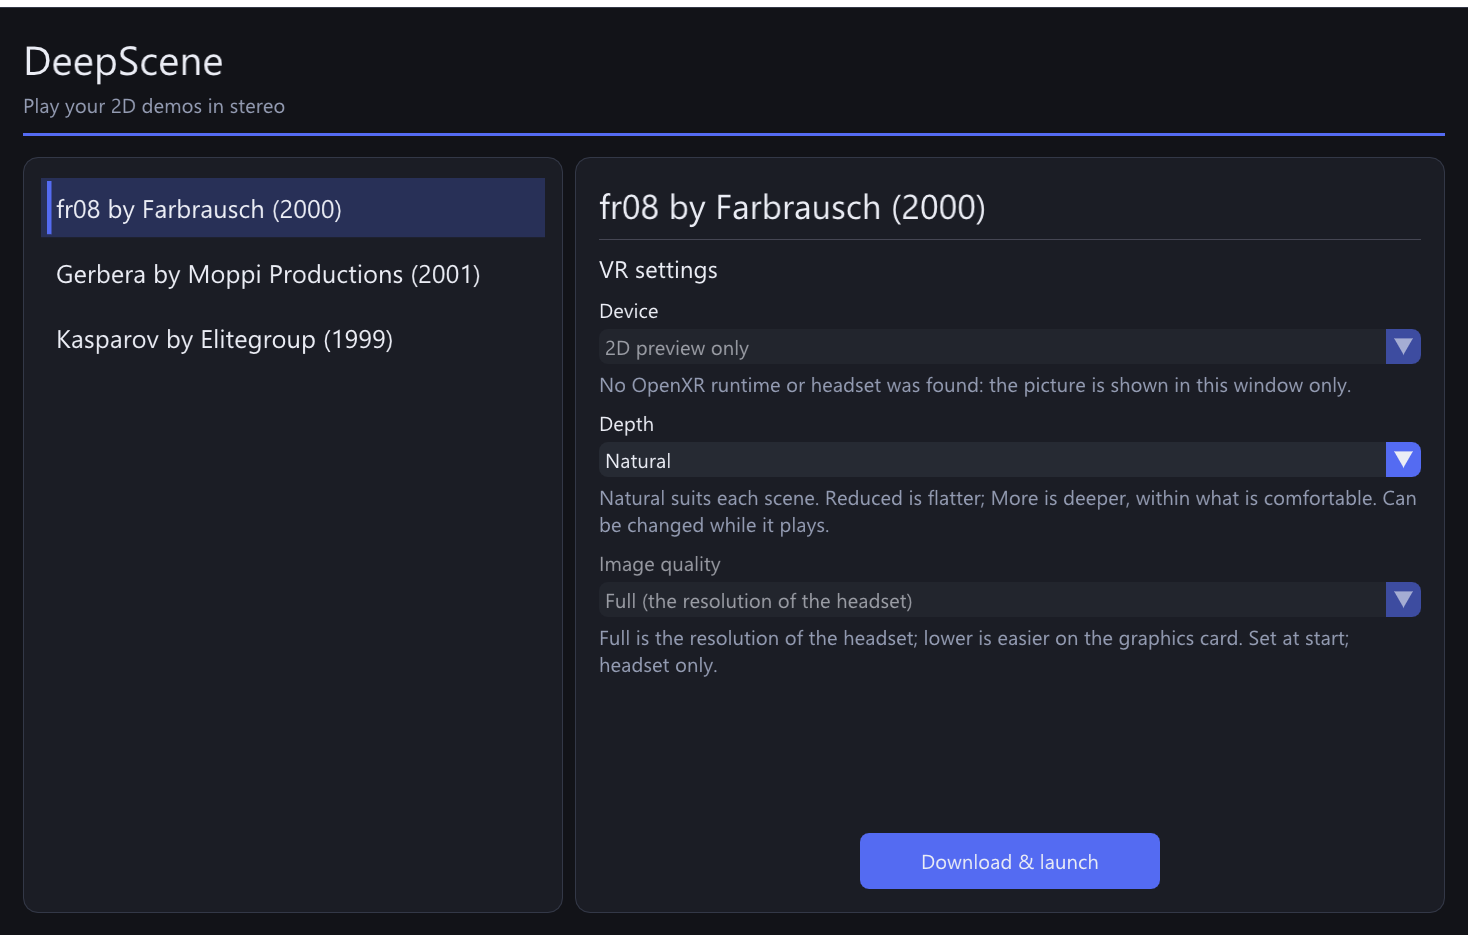 DeepScene
Play your 2D demos in stereo
fr08 by Farbrausch (2000)
Gerbera by Moppi Productions (2001)
Kasparov by Elitegroup (1999)
fr08 by Farbrausch (2000)
VR settings
Device
2D preview only
No OpenXR runtime or headset was found: the picture is shown in this window only.
Depth
Natural
Natural suits each scene. Reduced is flatter; More is deeper, within what is comfortable. Can
be changed while it plays.
Image quality
Full (the resolution of the headset)
Full is the resolution of the headset; lower is easier on the graphics card. Set at start;
headset only.
Download & launch